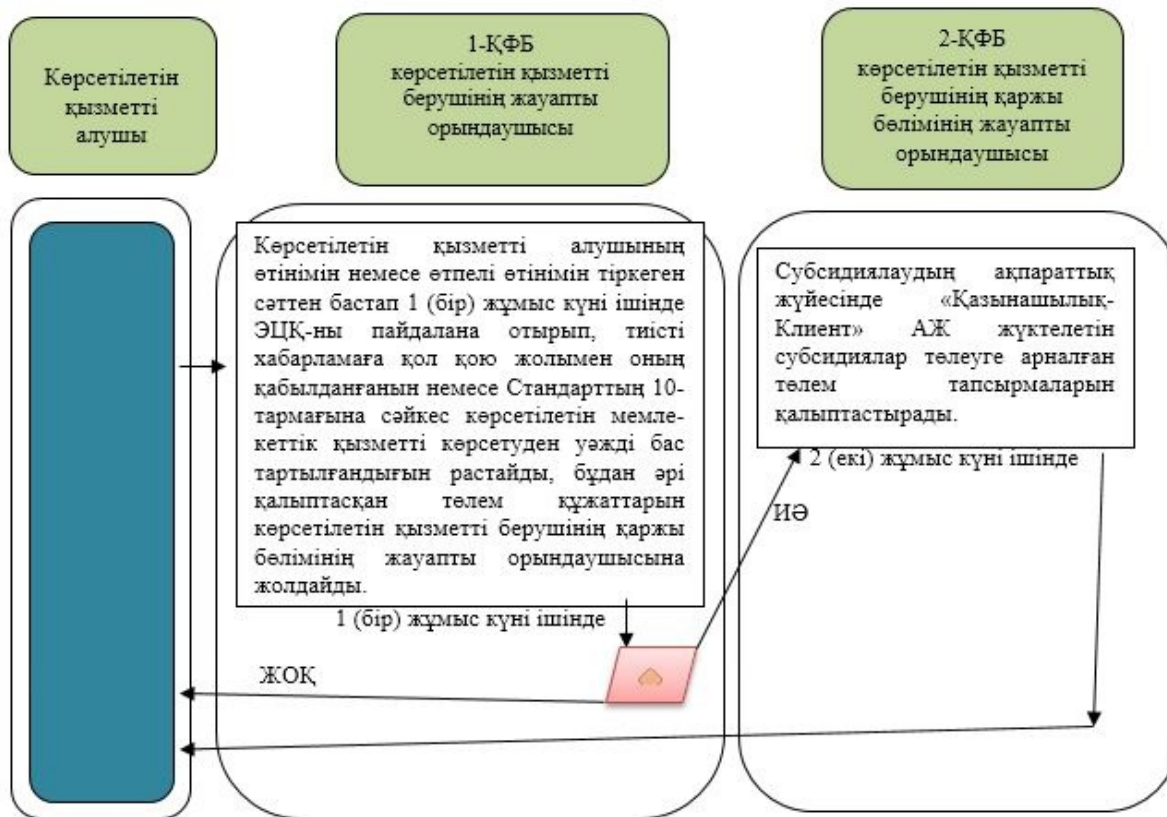 Көрсетілетін
қызметті
алушы
1-ҚФБ
көрсетілетін қызметті
берушінің жауапты
орындаушысы
2-ҚФБ
көрсетілетін қызметті
берушінің қаржы
бөлімінің жауапты
орындаушысы
Көрсетілетін қызметті алушының
өтінімін немесе өтпелі өтінімін тіркеген
сәттен бастап 1 (бір) жұмыс күні ішінде
ЭЦҚ-ны пайдалана отырып, тиісті
хабарламаға қол қою жолымен оның
қабылданғанын немесе Стандарттың 10-
тармағына сәйкес көрсетілетін мемле-
кеттік қызметті көрсетуден уәжді бас
тартылғандығын растайды, бұдан әрі
қалыптасқан төлем құжаттарын
көрсетілетін қызметті берушінің қаржы
бөлімінің жауапты орындаушысына
жолдайды.
1 (бір) жұмыс күні ішінде
Субсидиялаудың ақпараттық
жүйесінде «Қазынашылық-
Клиент» АЖ жүктелетін
субсидиялар төлеуге арналған
төлем тапсырмаларын
қалыптастырады.
2 (екі) жұмыс күні ішінде
ИӘ
ЖОҚ